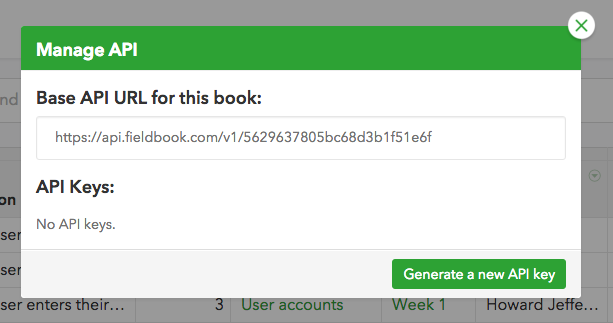 Manage API
nd
Base API URL for this book:
https://api.fieldbook.com/v1/5629637805bc68d3b1f51e6f
API Keys:
on
No API keys.
ser
ser
Generate a new API key
ser enters their... 3 User accounts Week 1 Howard Jeffe...